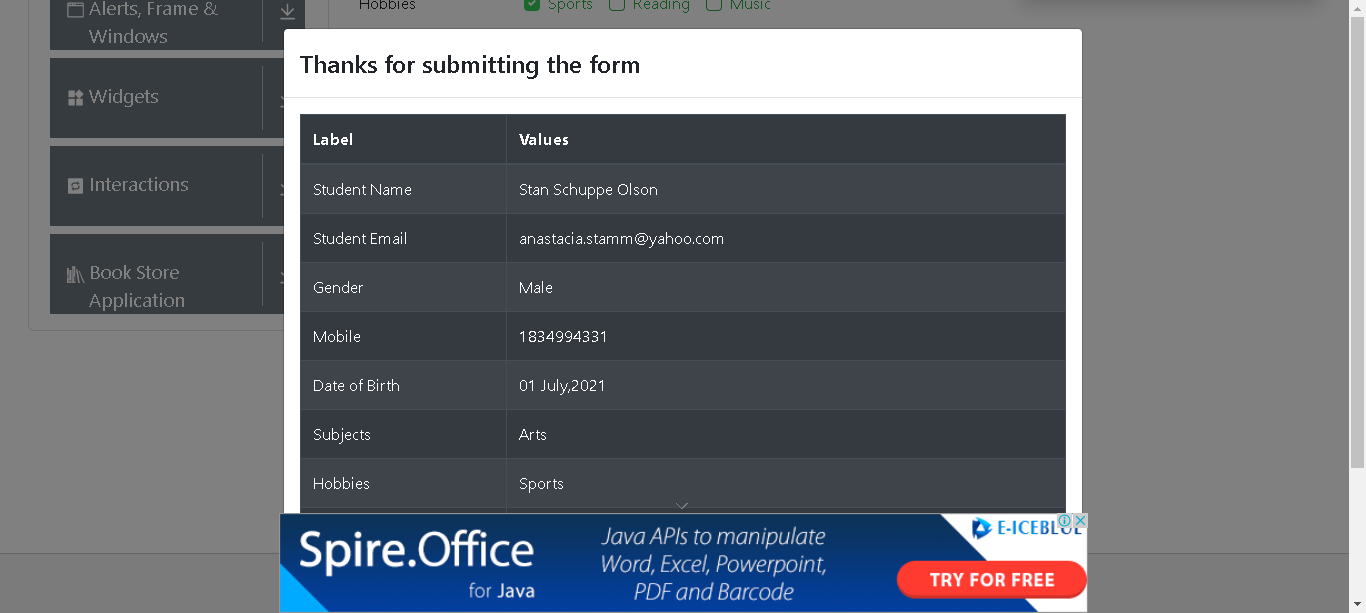 Hobbies
Sports Reading Music
Alerts, Frame &
Windows
Widgets
Interactions
Book Store
Application
Thanks for submitting the form
Label Values
Student Name Stan Schuppe Olson
Student Email anastacia.stamm@yahoo.com
Gender Male
Mobile 1834994331
Date of Birth 01 July,2021
Subjects Arts
Hobbies Sports
Spire.Office
for Java
Java APIs to manipulate
Word, Excel, Powerpoint,
PDF and Barcode
E-ICEBLUE
TRY FOR FREE